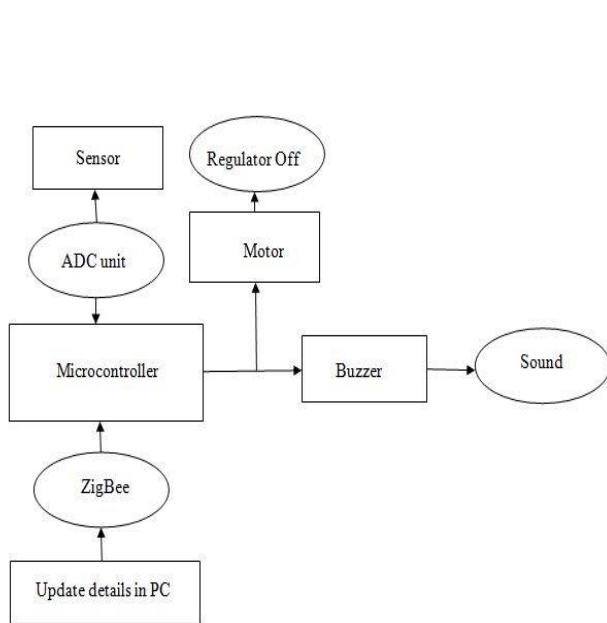 Sensor
Regulator Off
ADC unit
Motor
Microcontroller
Buzzer
Sound
ZigBee
Update details in PC